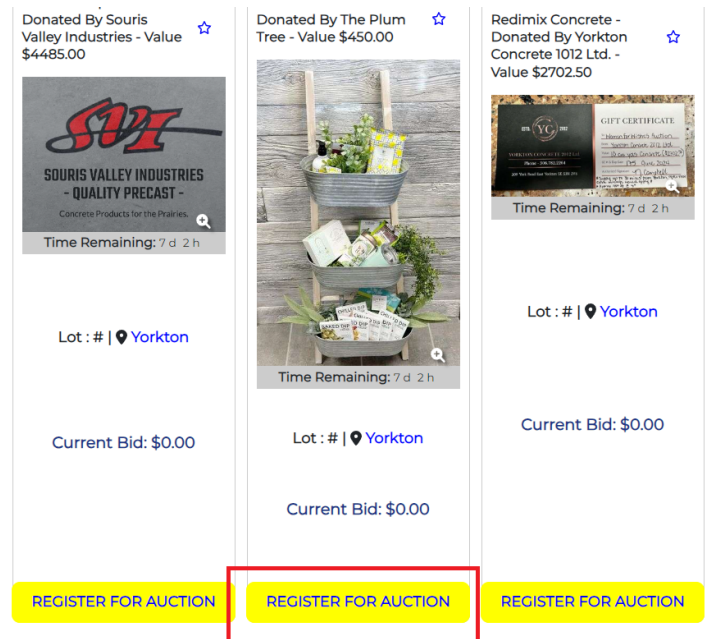 Donated By Souris
Valley Industries - Value
$4485.00
SVI
SOURIS VALLEY INDUSTRIES
- QUALITY PRECAST -
Concrete Products for the Prairies.
Time Remaining: 7 d 2 h
Lot : # | Yorkton
Current Bid: $0.00
REGISTER FOR AUCTION
Donated By The Plum
Tree - Value $450.00
BAKED DIP
Time Remaining: 7 d 2 h
Lot : # | Yorkton
Current Bid: $0.00
REGISTER FOR AUCTION
Redimix Concrete -
Donated By Yorkton
Concrete 1012 Ltd. -
Value $2702.50
YC
GIFT CERTIFICATE
Time Remaining: 7 d 2 h
Lot : # | Yorkton
Current Bid: $0.00
REGISTER FOR AUCTION